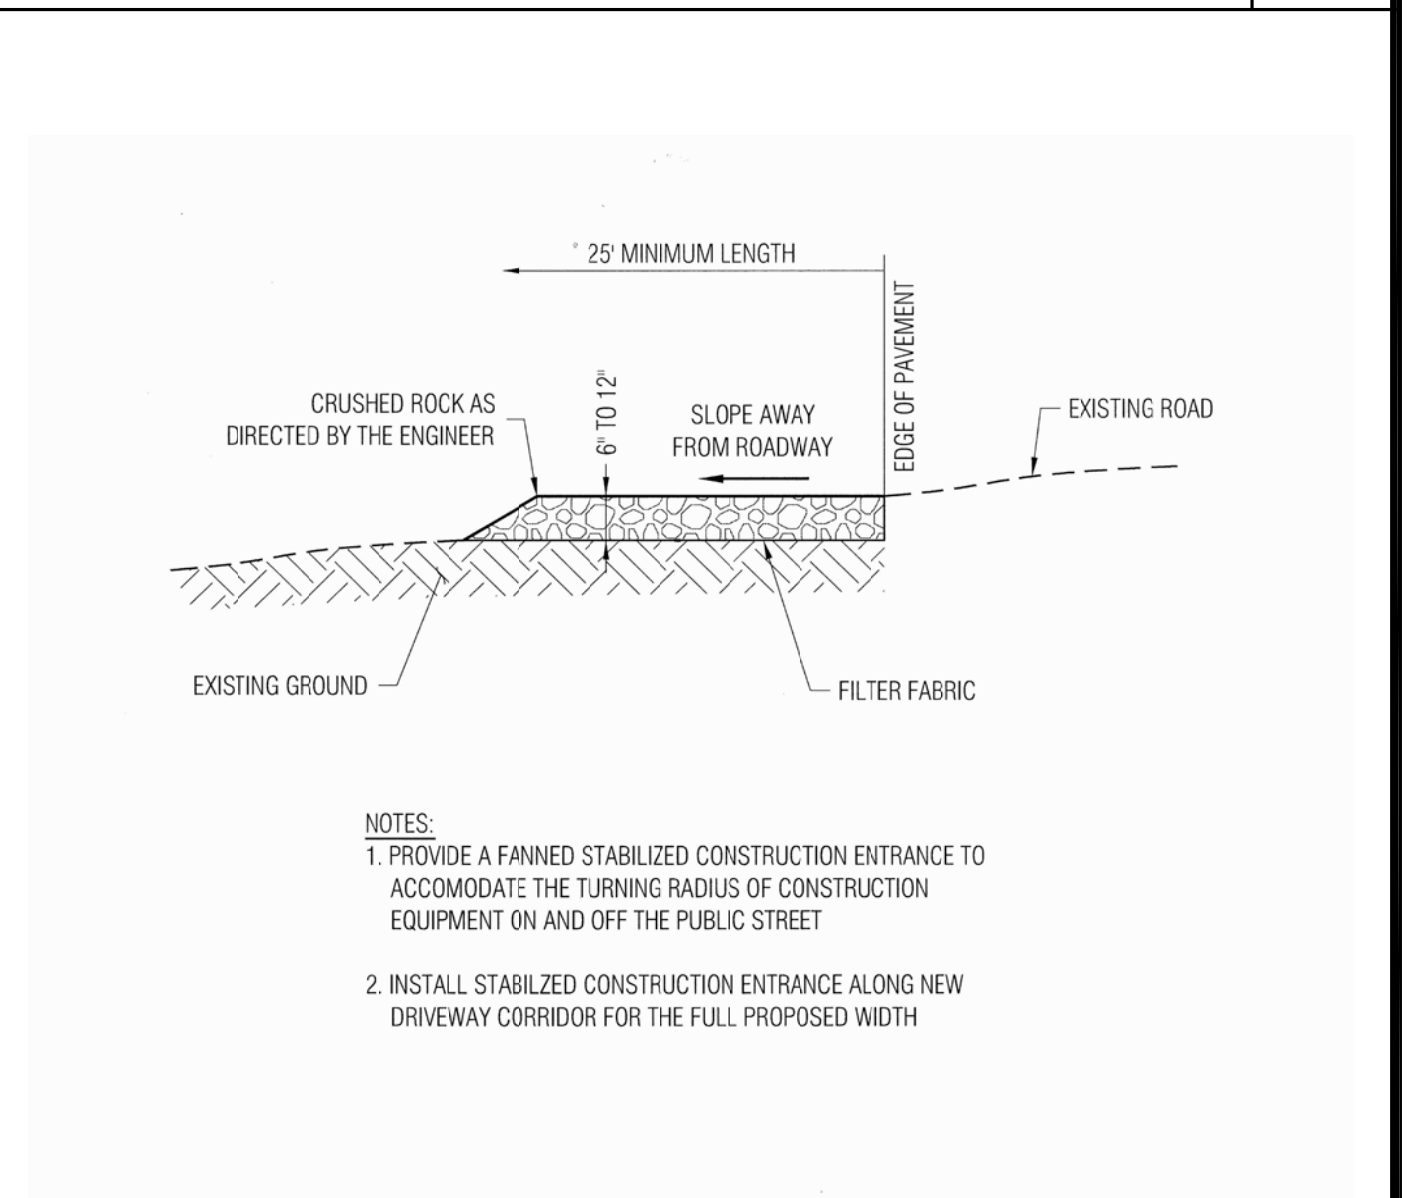 25' MINIMUM LENGTH
EDGE OF PAVEMENT
6" TO 12"
CRUSHED ROCK AS
DIRECTED BY THE ENGINEER
SLOPE AWAY
FROM ROADWAY
EXISTING ROAD
EXISTING GROUND
FILTER FABRIC
NOTES:
1. PROVIDE A FANNED STABILIZED CONSTRUCTION ENTRANCE TO
ACCOMODATE THE TURNING RADIUS OF CONSTRUCTION
EQUIPMENT ON AND OFF THE PUBLIC STREET
2. INSTALL STABILZED CONSTRUCTION ENTRANCE ALONG NEW
DRIVEWAY CORRIDOR FOR THE FULL PROPOSED WIDTH